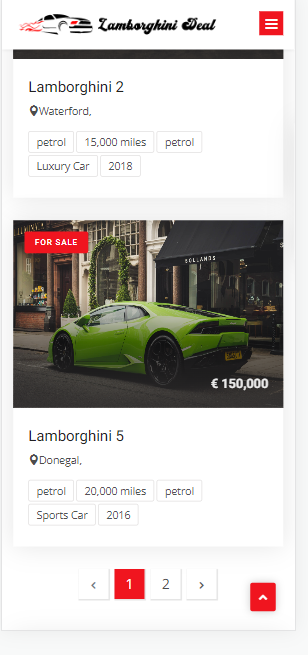 Lamborghini Deal
Lamborghini 2
Waterford,
petrol 15,000 miles petrol
Luxury Car 2018
FOR SALE
SOLLANDS
€ 150,000
Lamborghini 5
Donegal,
petrol 20,000 miles petrol
Sports Car 2016
‹ 1 2 ›